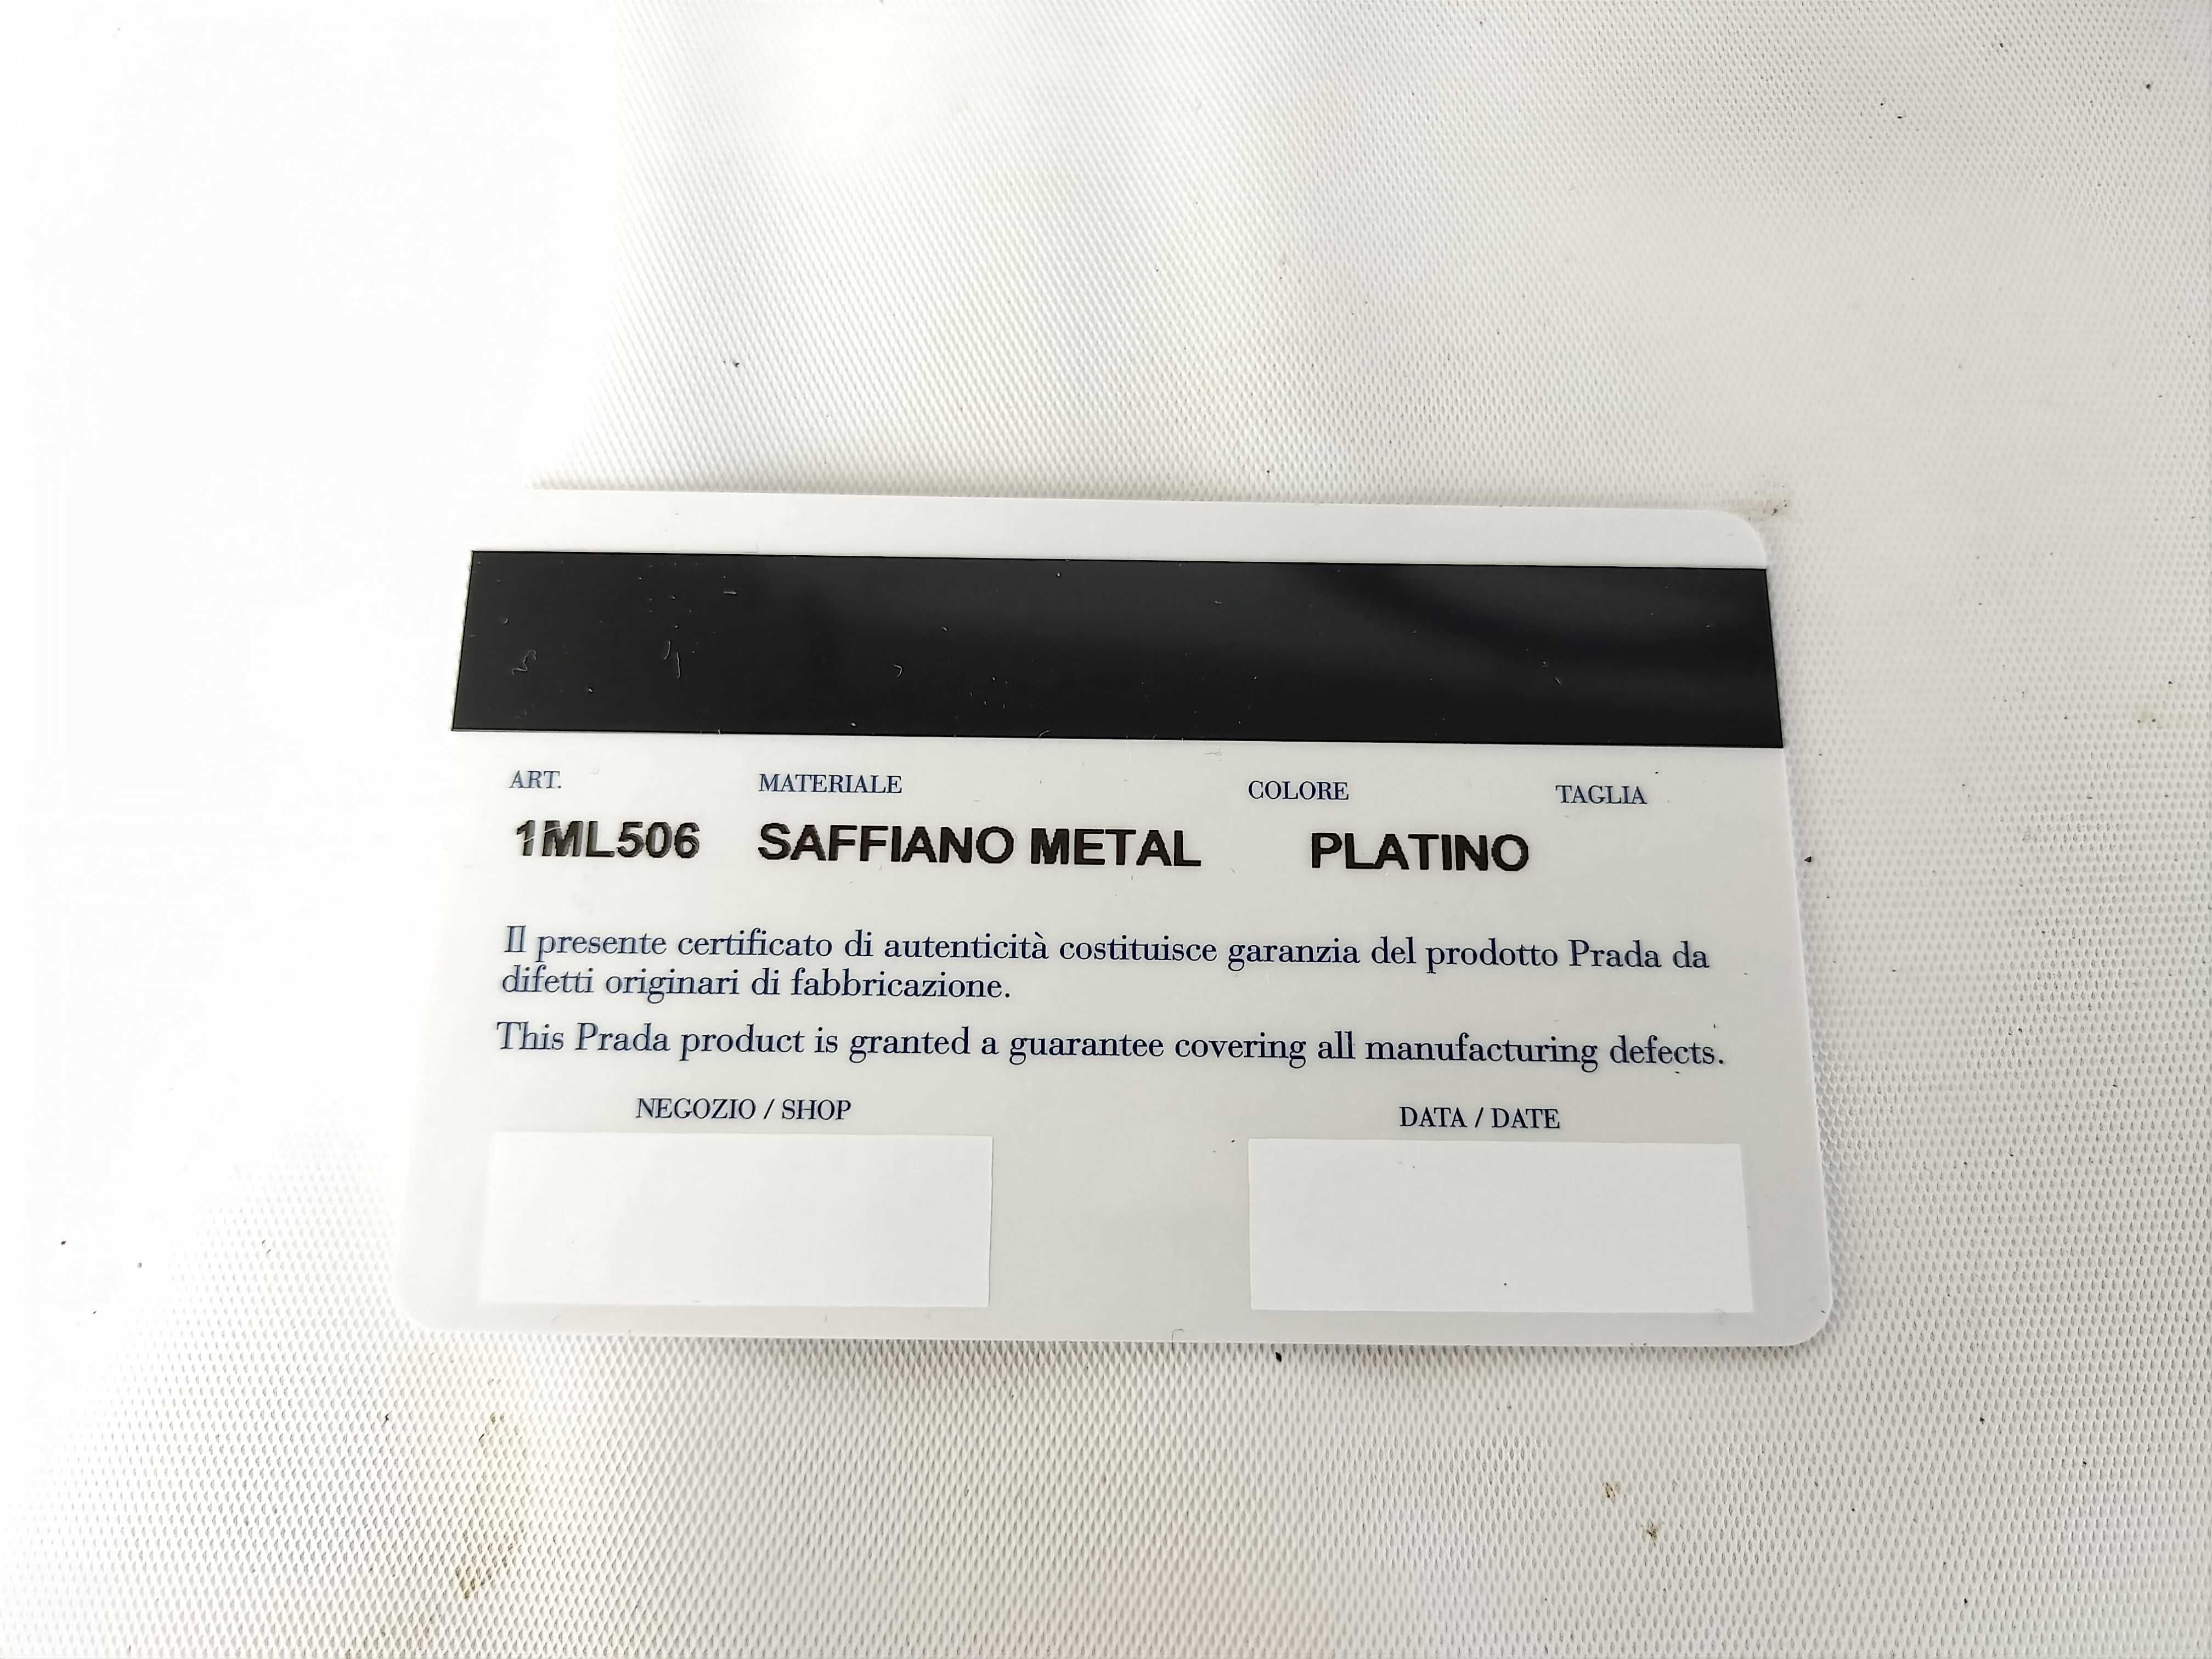 ART. MATERIALE COLORE TAGLIA
1ML506 SAFFIANO METAL PLATINO
Il presente certificato di autenticità costituisce garanzia del prodotto Prada da
difetti originari di fabbricazione.
This Prada product is granted a guarantee covering all manufacturing defects.
NEGOZIO / SHOP DATA / DATE